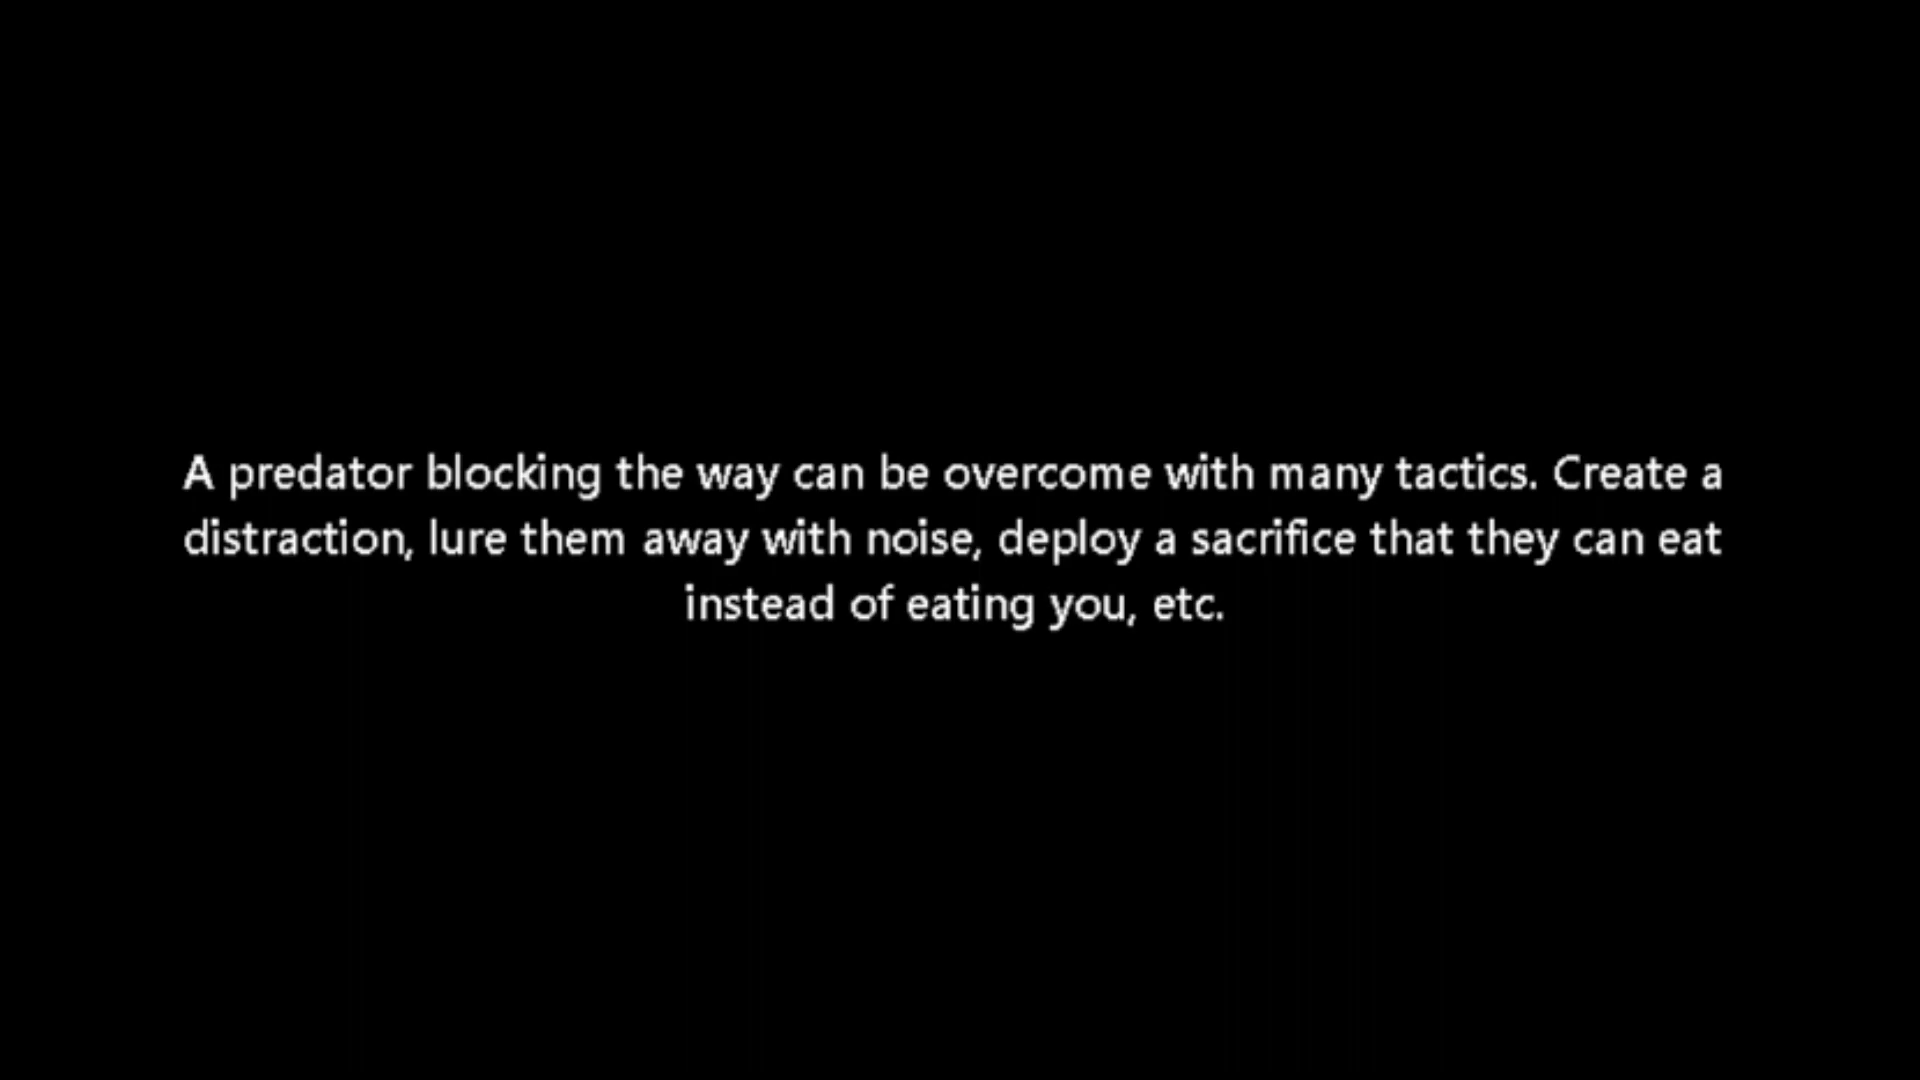 A predator blocking the way can be overcome with many tactics. Create a
distraction, lure them away with noise, deploy a sacrifice that they can eat
instead of eating you, etc.